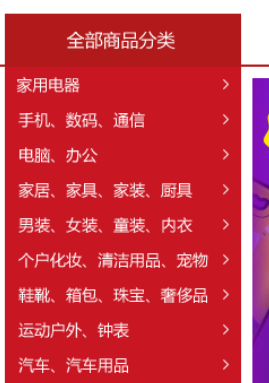 全部商品分类
家用电器
手机、数码、通信
电脑、办公
家居、家具、家装、厨具
男装、女装、童装、内衣
个户化妆、清洁用品、宠物
鞋靴、箱包、珠宝、奢侈品
运动户外、钟表
汽车、汽车用品